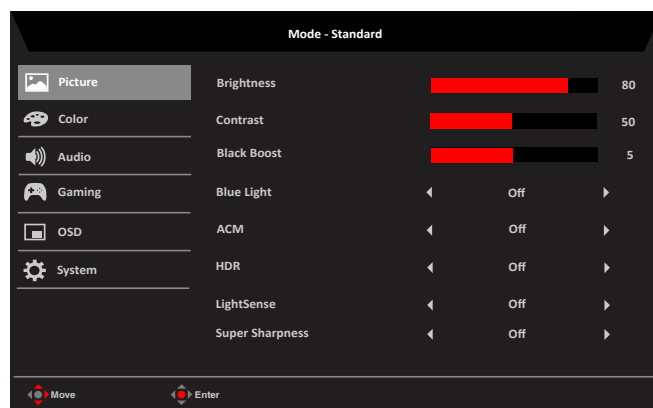 Mode - Standard
Picture
Brightness 80
Color
Contrast 50
Audio
Black Boost 5
Gaming
Blue Light Off
OSD
ACM Off
System
HDR Off
LightSense Off
Super Sharpness Off
Move Enter